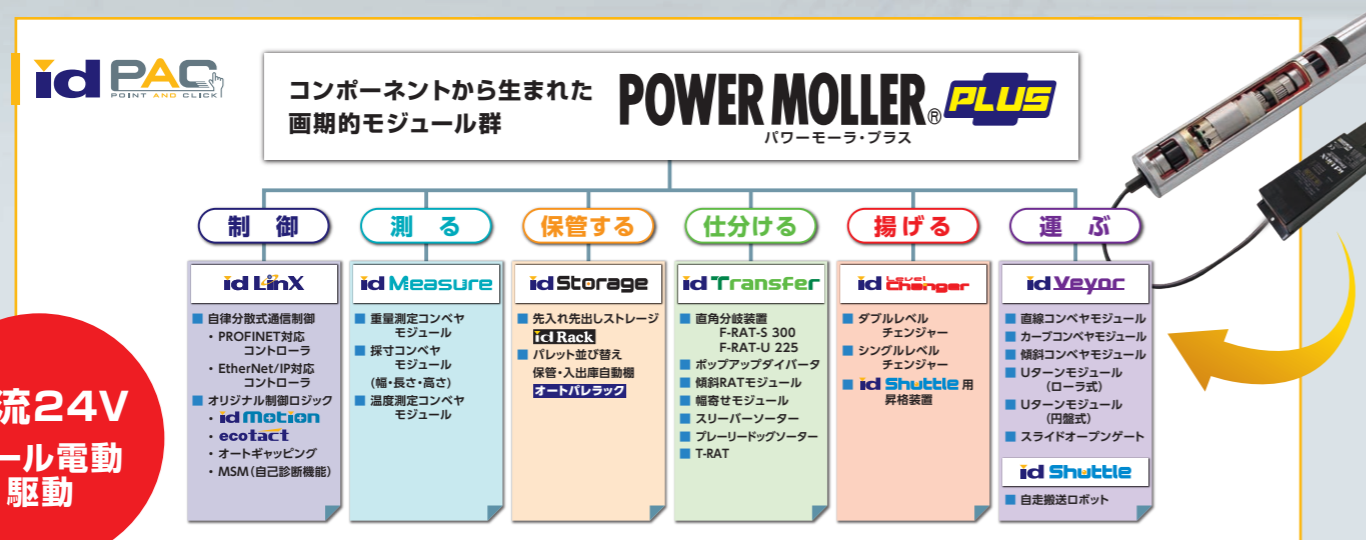 id PAC
POINT AND CLICK
コンポーネントから生まれた
画期的モジュール群
POWER MOLLER® PLUS
パワーモーラ・プラス
制 御
id LinX
■ 自律分散式通信制御
・PROFINET対応
コントローラ
・EtherNet/IP対応
コントローラ
■ オリジナル制御ロジック
・id Motion
・ecotact
・オートギャッピング
・MSM(自己診断機能)
測 る
id Measure
■ 重量測定コンベヤ
モジュール
■ 採寸コンベヤ
モジュール
(幅・長さ・高さ)
■ 温度測定コンベヤ
モジュール
保管する
id Storage
■ 先入れ先出しストレージ
id Rack
■ パレット並び替え
保管・入出庫自動棚
オートパレラック
仕分ける
id Transfer
■ 直角分岐装置
F-RAT-S 300
F-RAT-U 225
■ ポップアップダイバータ
■ 傾斜RATモジュール
■ 幅寄せモジュール
■ スリーパーソーター
■ プレーリードッグソーター
■ T-RAT
揚げる
id Level Changer
■ ダブルレベル
チェンジャー
■ シングルレベル
チェンジャー
■ id Shuttle 用
昇格装置
運 ぶ
id Veyor
■ 直線コンベヤモジュール
■ カーブコンベヤモジュール
■ 傾斜コンベヤモジュール
■ Uターンモジュール
(ローラ式)
■ Uターンモジュール
(円盤式)
■ スライドオープンゲート
id Shuttle
■ 自走搬送ロボット
流24V
ール電動
駆動